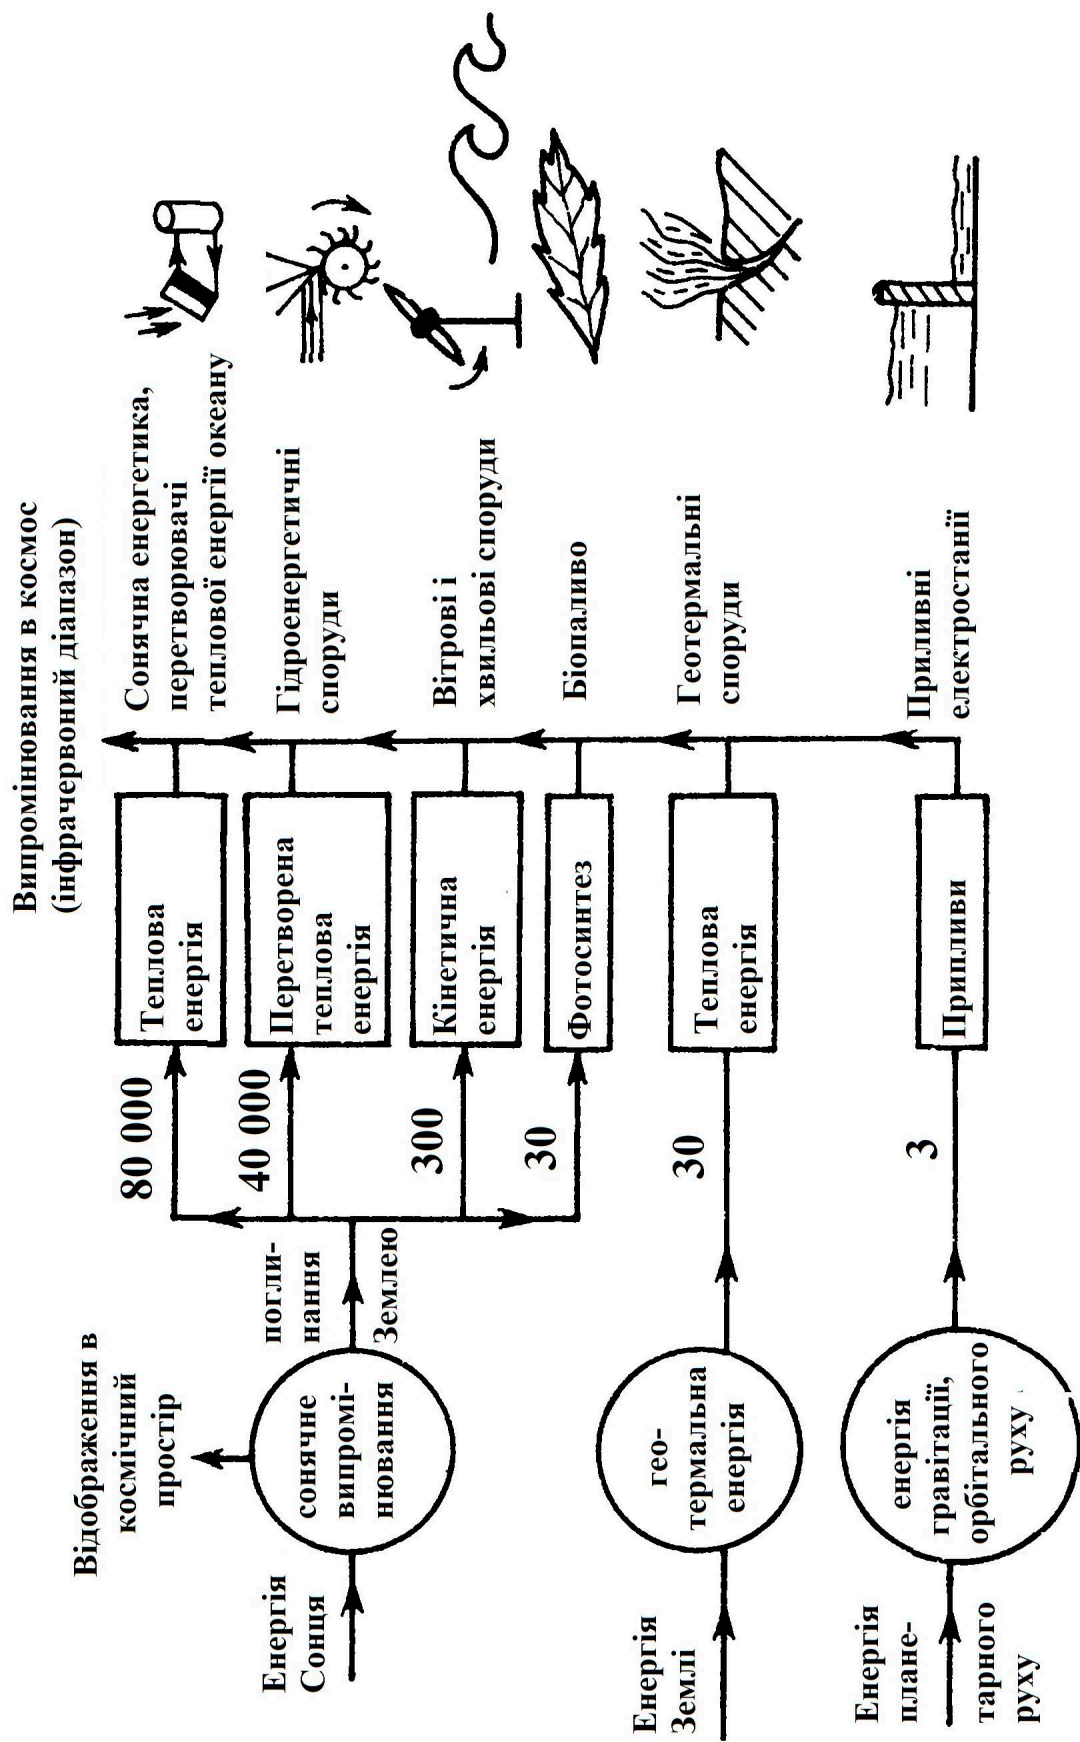 Випромінювання в космос
(інфрачервоний діапазон)
Відображення в
космічний
простір
Енергія
Сонця
сонячне
випромі-
нювання
погли-
нання
Землею
80 000
Теплова
енергія
Сонячна енергетика,
перетворювачі
теплової енергії океану
40 000
Перетворена
теплова
енергія
Гідроенергетичні
споруди
300
Кінетична
енергія
Вітрові і
хвильові споруди
30
Фотосинтез
Біопаливо
Енергія
Землі
гео-
термальна
енергія
30
Теплова
енергія
Геотермальні
споруди
Енергія
плане-
тарного
руху
енергія
гравітації,
орбітального
руху
3
Припливи
Приливні
електростанії